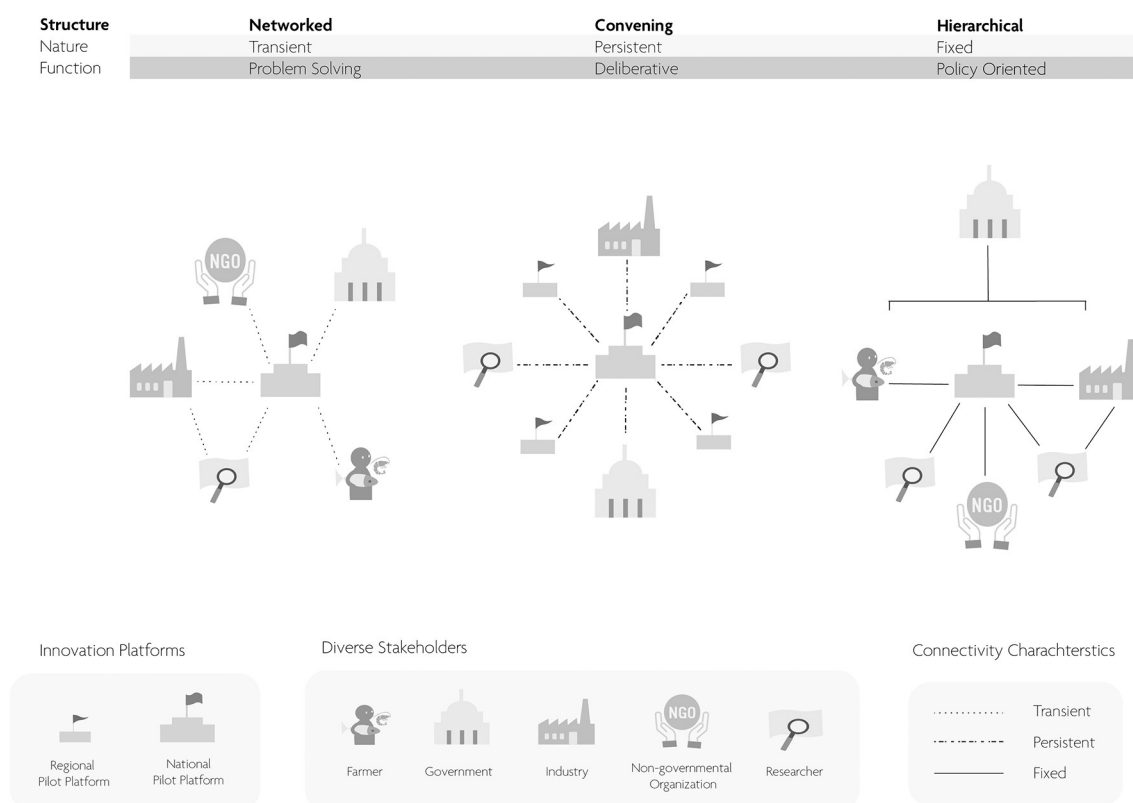 Structure Networked Convening Hierarchical
Nature Transient Persistent Fixed
Function Problem Solving Deliberative Policy Oriented
NGO
NGO
Innovation Platforms
Diverse Stakeholders
Connectivity Charachterstics
Regional
Pilot Platform
National
Pilot Platform
Farmer
Government
Industry
NGO
Non-governmental
Organization
Researcher
Transient
Persistent
Fixed